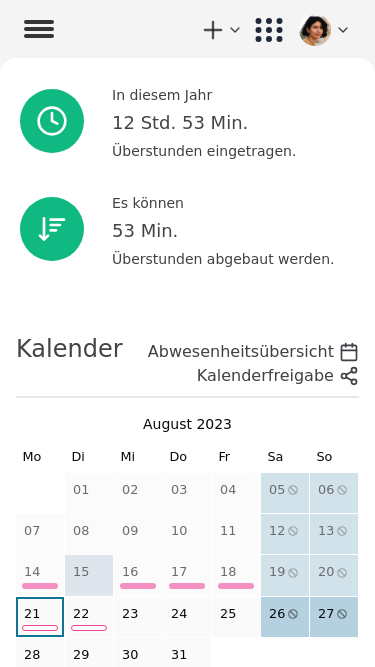 In diesem Jahr
12 Std. 53 Min.
Überstunden eingetragen.
Es können
53 Min.
Überstunden abgebaut werden.
Kalender
Abwesenheitsübersicht
Kalenderfreigabe
August 2023
Mo Di Mi Do Fr Sa So
01 02 03 04 05 06
07 08 09 10 11 12 13
14 15 16 17 18 19 20
21 22 23 24 25 26 27
28 29 30 31